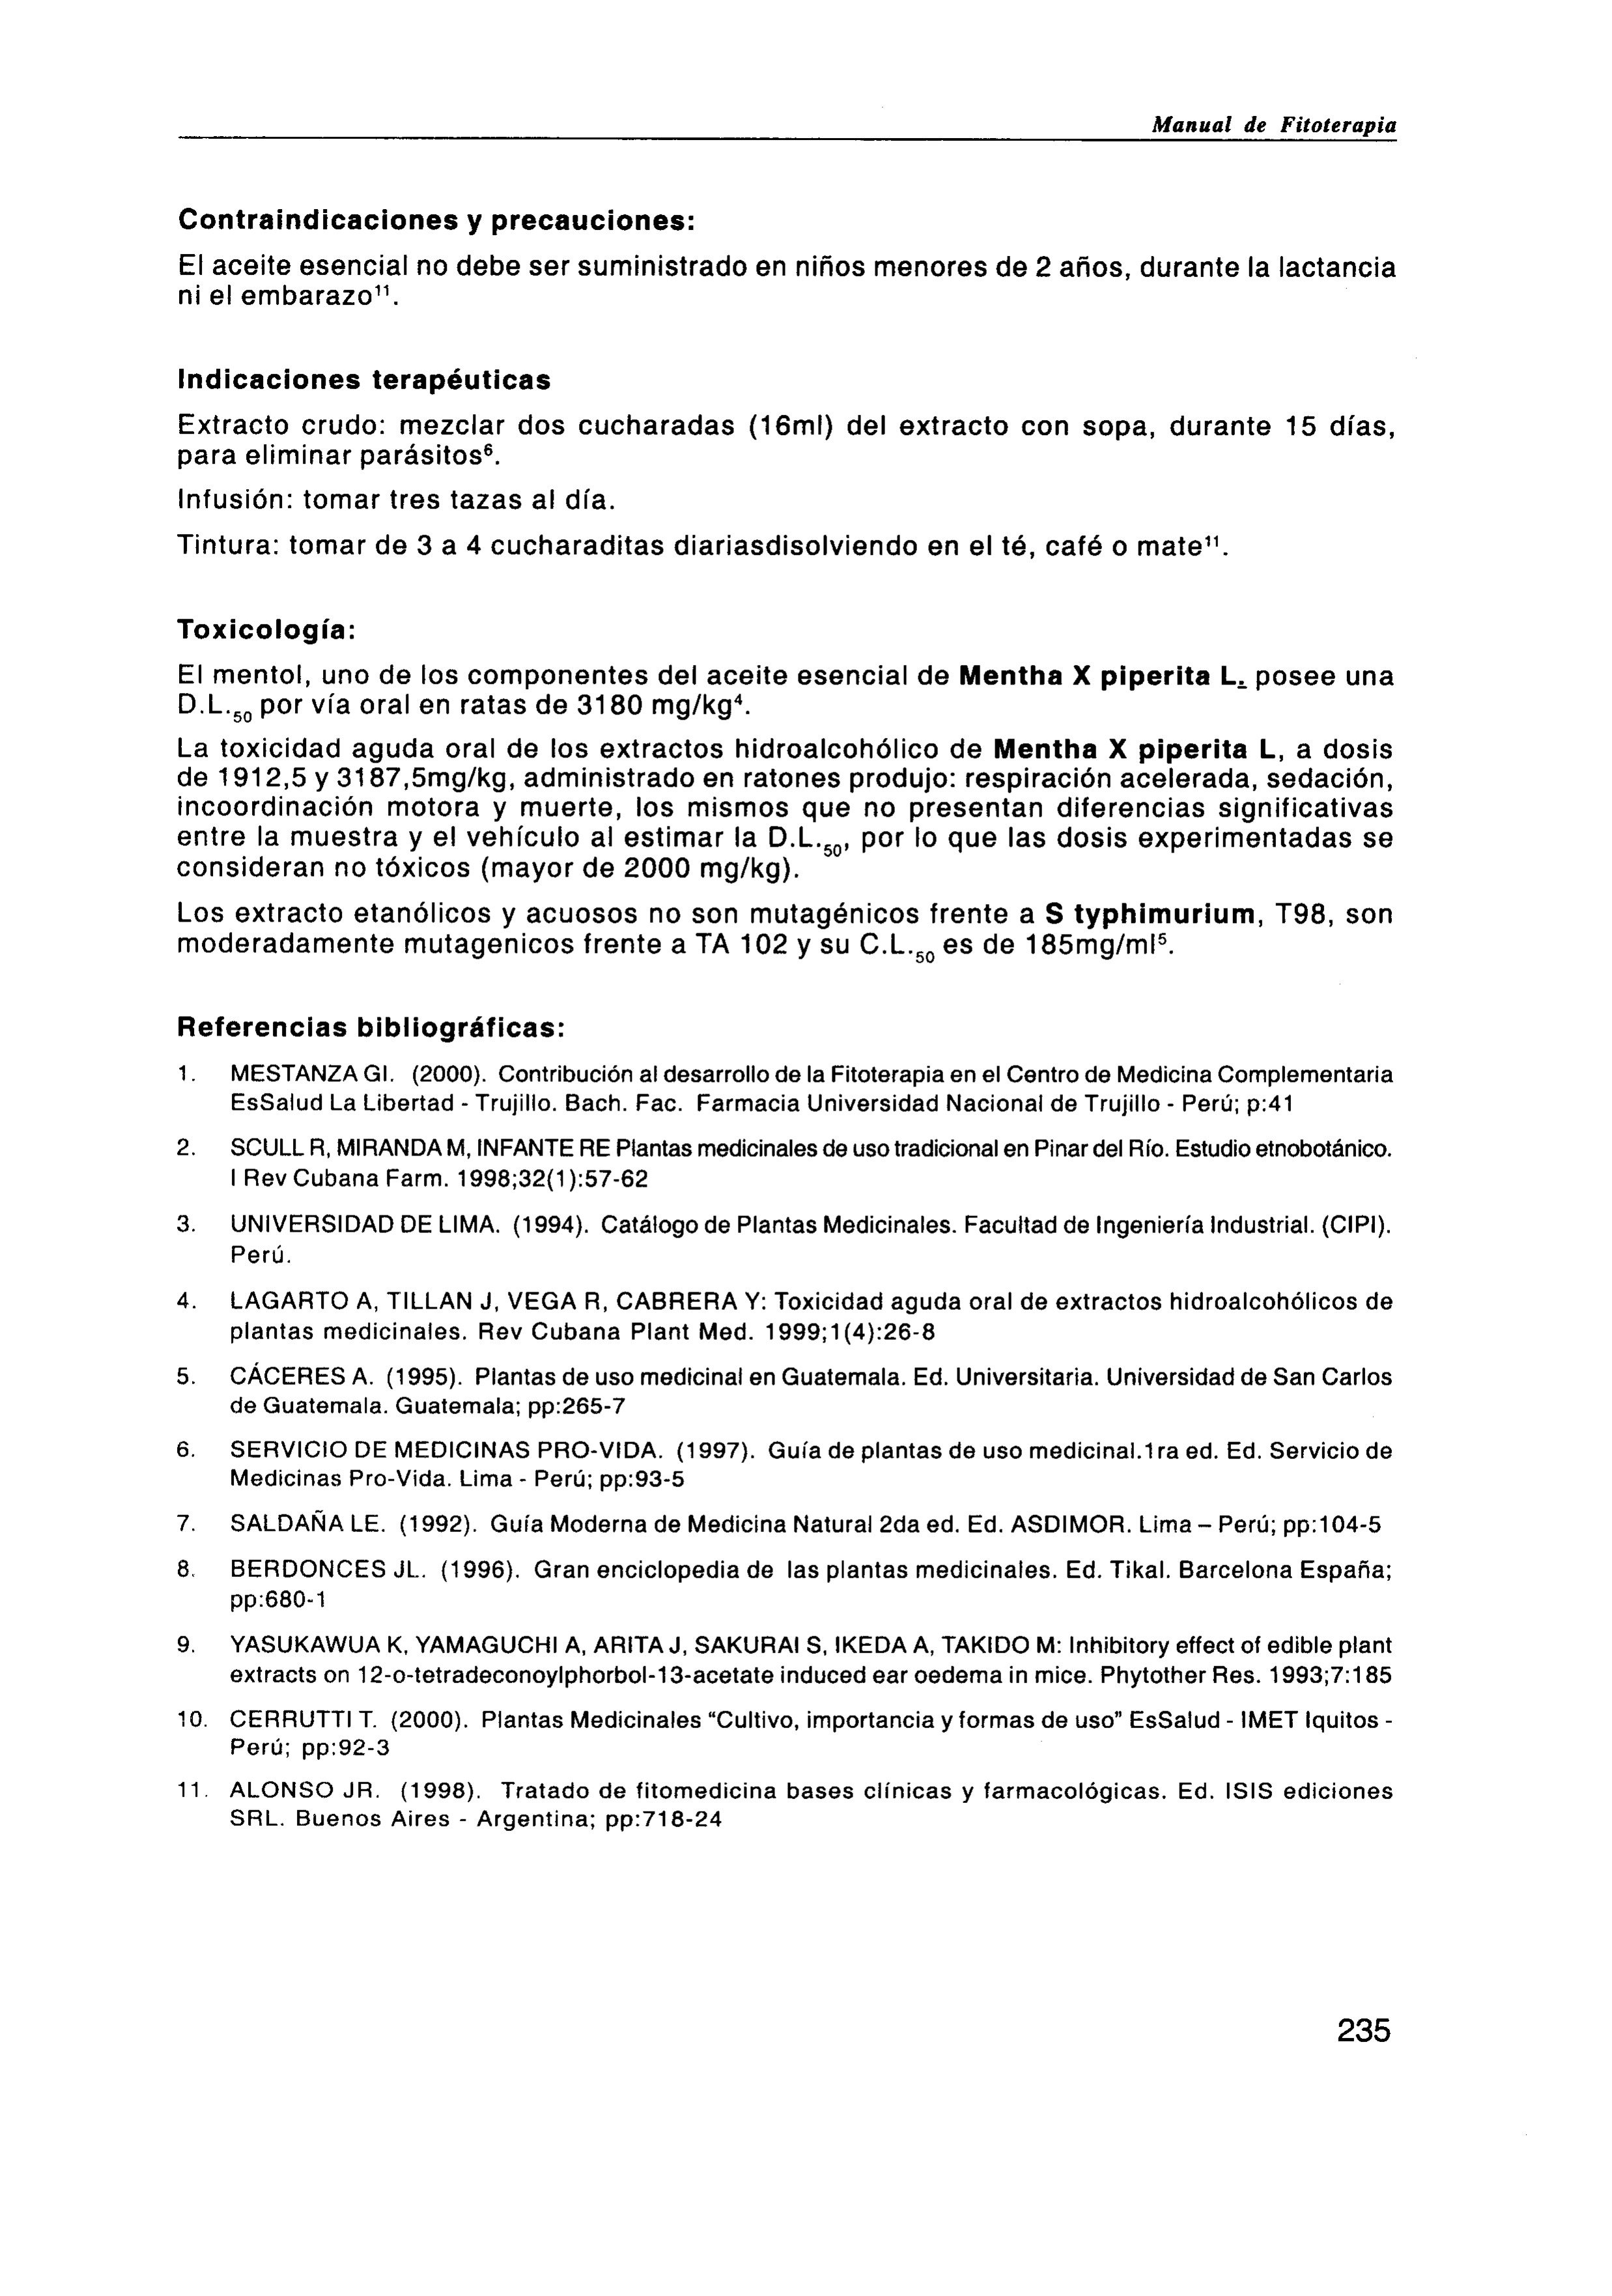 Manual de Fitoterapia
Contraindicaciones y precauciones:
El aceite esencial no debe ser suministrado en niños menores de 2 años, durante la lactancia
ni el embarazo¹¹.
Indicaciones terapéuticas
Extracto crudo: mezclar dos cucharadas (16ml) del extracto con sopa, durante 15 días,
para eliminar parásitos⁶.
Infusión: tomar tres tazas al día.
Tintura: tomar de 3 a 4 cucharaditas diariasdisolviendo en el té, café o mate¹¹.
Toxicología:
El mentol, uno de los componentes del aceite esencial de Mentha X piperita L. posee una
D.L.₅₀ por vía oral en ratas de 3180 mg/kg⁴.
La toxicidad aguda oral de los extractos hidroalcohólico de Mentha X piperita L, a dosis
de 1912,5 y 3187,5mg/kg, administrado en ratones produjo: respiración acelerada, sedación,
incoordinación motora y muerte, los mismos que no presentan diferencias significativas
entre la muestra y el vehículo al estimar la D.L.₅₀, por lo que las dosis experimentadas se
consideran no tóxicos (mayor de 2000 mg/kg).
Los extracto etanólicos y acuosos no son mutagénicos frente a S typhimurium, T98, son
moderadamente mutagenicos frente a TA 102 y su C.L.₅₀ es de 185mg/ml⁵.
Referencias bibliográficas:
1. MESTANZA GI. (2000). Contribución al desarrollo de la Fitoterapia en el Centro de Medicina Complementaria
EsSalud La Libertad - Trujillo. Bach. Fac. Farmacia Universidad Nacional de Trujillo - Perú; p:41
2. SCULL R, MIRANDA M, INFANTE RE Plantas medicinales de uso tradicional en Pinar del Río. Estudio etnobotánico.
I Rev Cubana Farm. 1998;32(1):57-62
3. UNIVERSIDAD DE LIMA. (1994). Catálogo de Plantas Medicinales. Facultad de Ingeniería Industrial. (CIPI).
Perú.
4. LAGARTO A, TILLAN J, VEGA R, CABRERA Y: Toxicidad aguda oral de extractos hidroalcohólicos de
plantas medicinales. Rev Cubana Plant Med. 1999;1(4):26-8
5. CÁCERES A. (1995). Plantas de uso medicinal en Guatemala. Ed. Universitaria. Universidad de San Carlos
de Guatemala. Guatemala; pp:265-7
6. SERVICIO DE MEDICINAS PRO-VIDA. (1997). Guía de plantas de uso medicinal.1ra ed. Ed. Servicio de
Medicinas Pro-Vida. Lima - Perú; pp:93-5
7. SALDAÑA LE. (1992). Guía Moderna de Medicina Natural 2da ed. Ed. ASDIMOR. Lima – Perú; pp:104-5
8. BERDONCES JL. (1996). Gran enciclopedia de las plantas medicinales. Ed. Tikal. Barcelona España;
pp:680-1
9. YASUKAWUA K, YAMAGUCHI A, ARITA J, SAKURAI S, IKEDA A, TAKIDO M: Inhibitory effect of edible plant
extracts on 12-o-tetradeconoylphorbol-13-acetate induced ear oedema in mice. Phytother Res. 1993;7:185
10. CERRUTTI T. (2000). Plantas Medicinales "Cultivo, importancia y formas de uso" EsSalud - IMET Iquitos -
Perú; pp:92-3
11. ALONSO JR. (1998). Tratado de fitomedicina bases clínicas y farmacológicas. Ed. ISIS ediciones
SRL. Buenos Aires - Argentina; pp:718-24
235